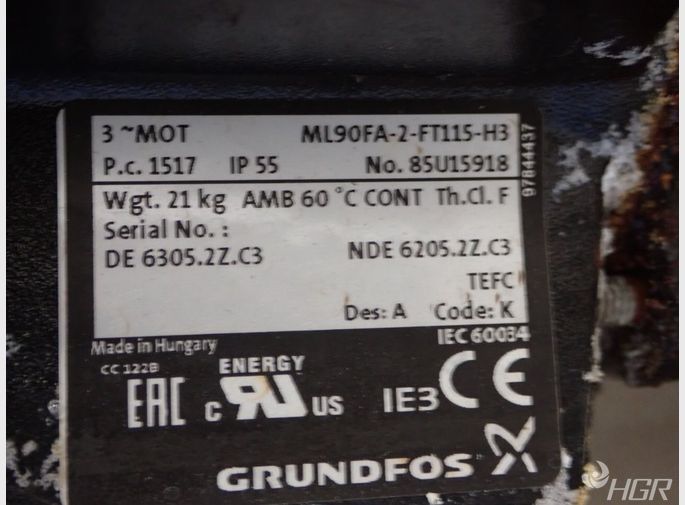 3 ~MOT ML90FA-2-FT115-H3
P.c. 1517 IP 55 No. 85U15918
97844437
Wgt. 21 kg AMB 60 °C CONT Th.Cl. F
Serial No. :
DE 6305.2Z.C3 NDE 6205.2Z.C3
TEFC
Des: A Code: K
Made in Hungary IEC 60034
CC 122B ENERGY
EAC c RU US IE3 CE
GRUNDFOS
HGR